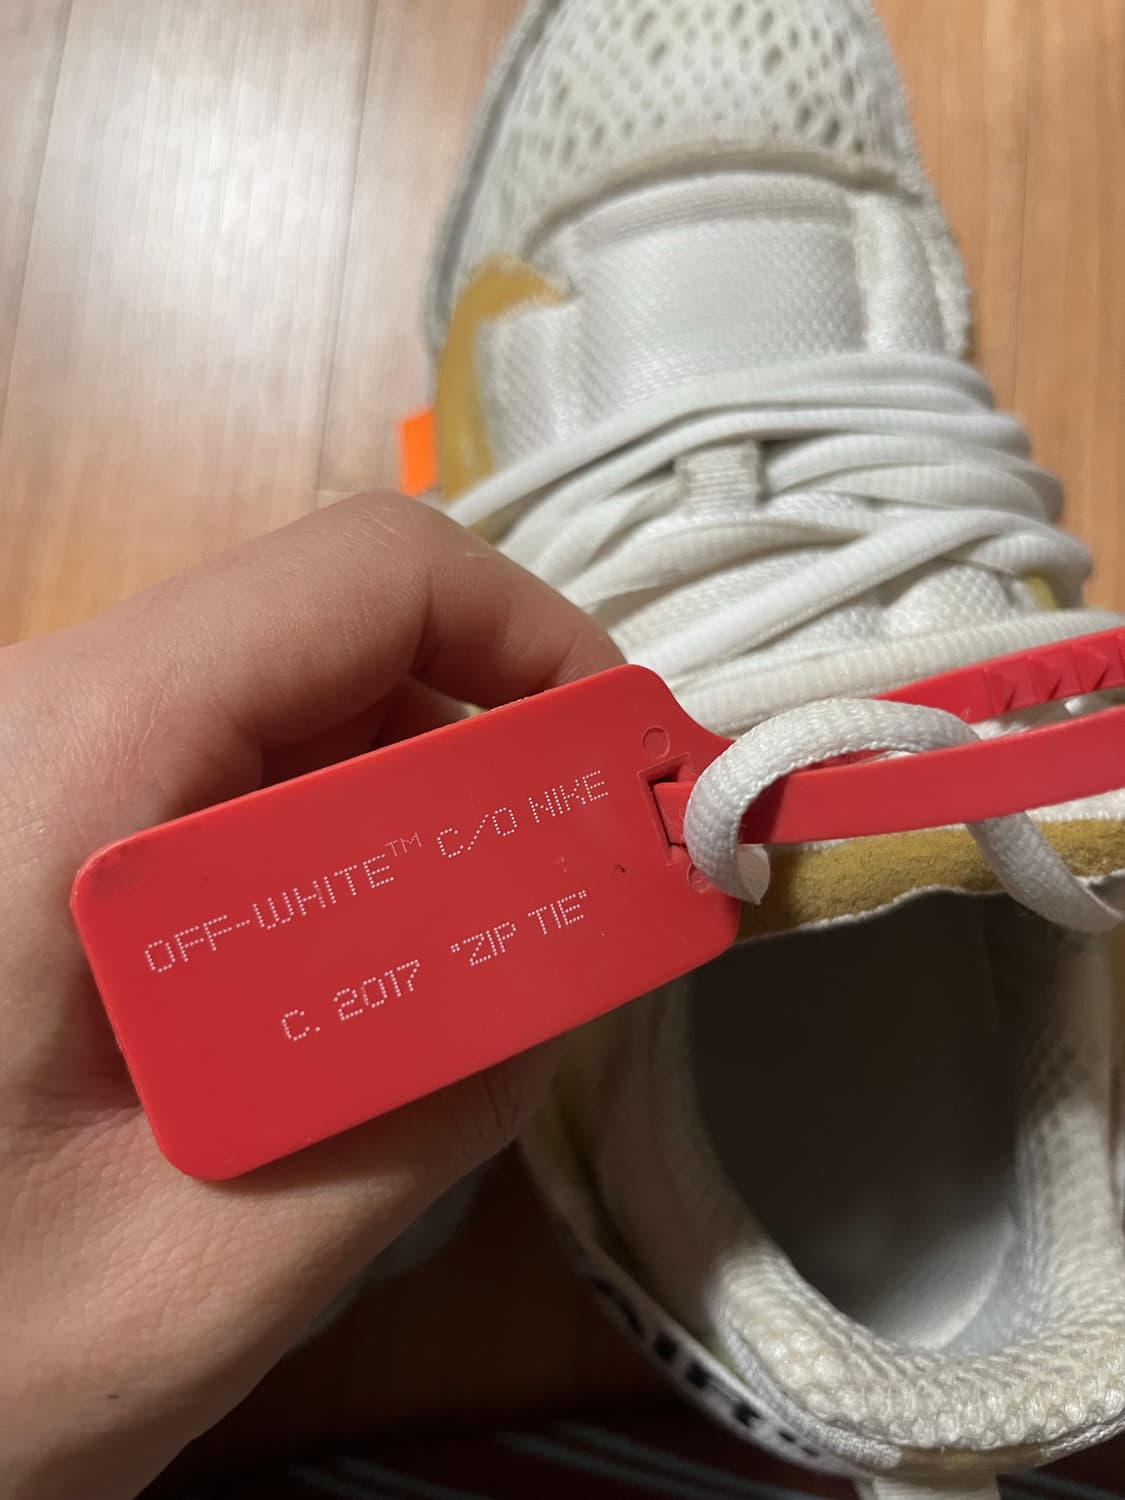 OFF-WHITE™ C/O NIKE
C. 2017 "ZIP TIE"